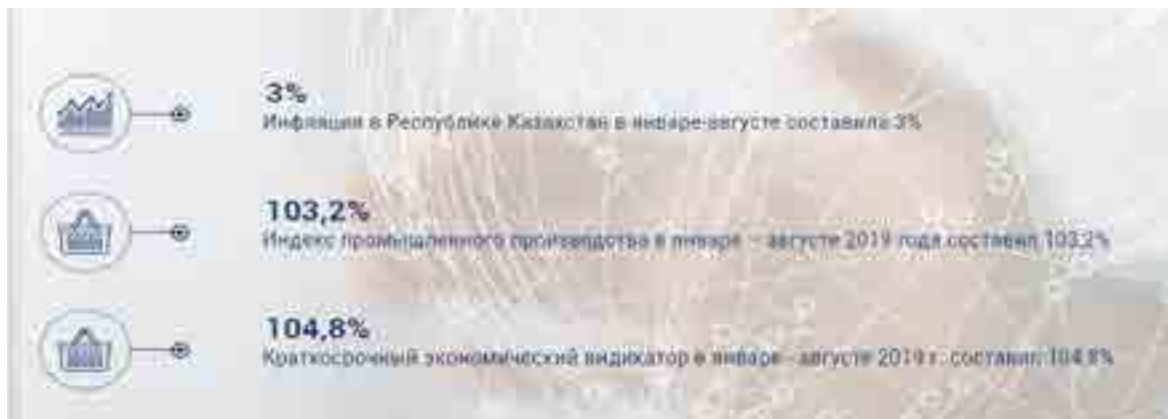 3%
Инфляция в Республике Казахстан в январе-августе составила 3%
103,2%
Индекс промышленного производства в январе – августе 2019 года составил 103,2%
104,8%
Краткосрочный экономический индикатор в январе - августе 2019 г. составил 104,8%